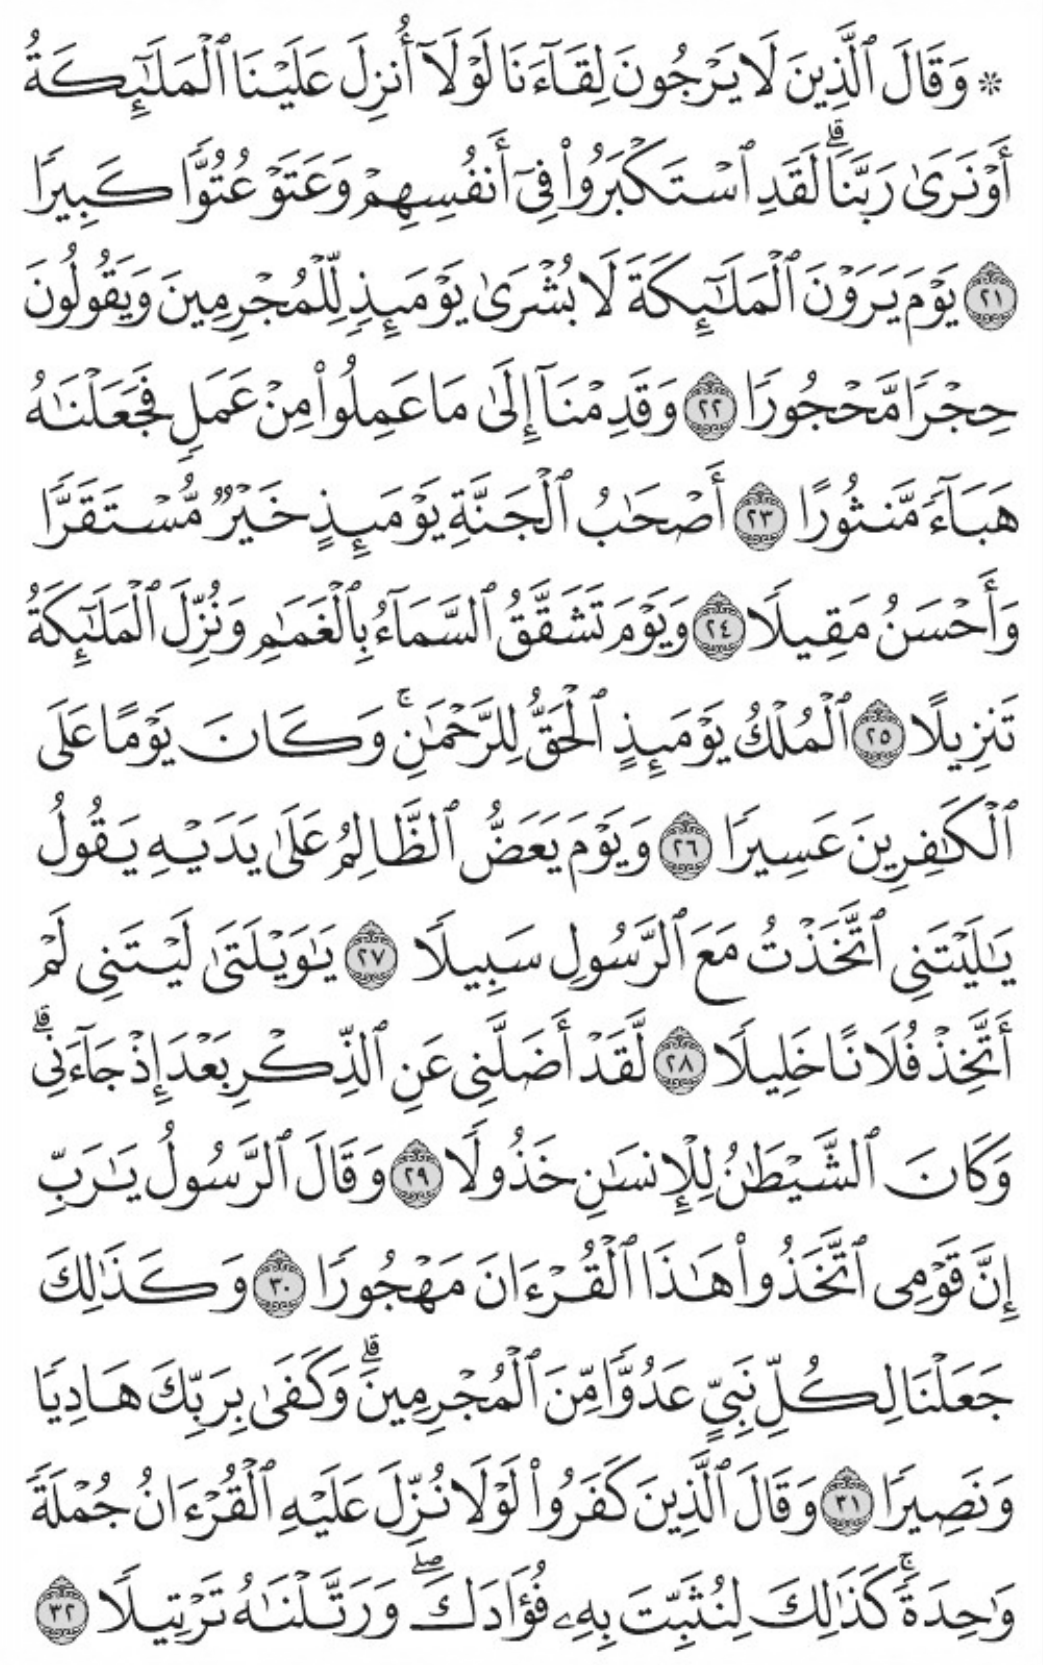 ۞ وَقَالَ ٱلَّذِينَ لَا يَرْجُونَ لِقَآءَنَا لَوْلَآ أُنزِلَ عَلَيْنَا ٱلْمَلَـٰٓئِكَةُ
أَوْ نَرَىٰ رَبَّنَا ۗ لَقَدِ ٱسْتَكْبَرُوا۟ فِىٓ أَنفُسِهِمْ وَعَتَوْ عُتُوًّا كَبِيرًا
٢١ يَوْمَ يَرَوْنَ ٱلْمَلَـٰٓئِكَةَ لَا بُشْرَىٰ يَوْمَئِذٍ لِّلْمُجْرِمِينَ وَيَقُولُونَ
حِجْرًا مَّحْجُورًا ٢٢ وَقَدِمْنَآ إِلَىٰ مَا عَمِلُوا۟ مِنْ عَمَلٍ فَجَعَلْنَـٰهُ
هَبَآءً مَّنثُورًا ٢٣ أَصْحَـٰبُ ٱلْجَنَّةِ يَوْمَئِذٍ خَيْرٌ مُّسْتَقَرًّا
وَأَحْسَنُ مَقِيلًا ٢٤ وَيَوْمَ تَشَقَّقُ ٱلسَّمَآءُ بِٱلْغَمَـٰمِ وَنُزِّلَ ٱلْمَلَـٰٓئِكَةُ
تَنزِيلًا ٢٥ ٱلْمُلْكُ يَوْمَئِذٍ ٱلْحَقُّ لِلرَّحْمَـٰنِ ۚ وَكَانَ يَوْمًا عَلَى
ٱلْكَـٰفِرِينَ عَسِيرًا ٢٦ وَيَوْمَ يَعَضُّ ٱلظَّالِمُ عَلَىٰ يَدَيْهِ يَقُولُ
يَـٰلَيْتَنِى ٱتَّخَذْتُ مَعَ ٱلرَّسُولِ سَبِيلًا ٢٧ يَـٰوَيْلَتَىٰ لَيْتَنِى لَمْ
أَتَّخِذْ فُلَانًا خَلِيلًا ٢٨ لَّقَدْ أَضَلَّنِى عَنِ ٱلذِّكْرِ بَعْدَ إِذْ جَآءَنِى ۗ
وَكَانَ ٱلشَّيْطَـٰنُ لِلْإِنسَـٰنِ خَذُولًا ٢٩ وَقَالَ ٱلرَّسُولُ يَـٰرَبِّ
إِنَّ قَوْمِى ٱتَّخَذُوا۟ هَـٰذَا ٱلْقُرْءَانَ مَهْجُورًا ٣٠ وَكَذَٰلِكَ
جَعَلْنَا لِكُلِّ نَبِىٍّ عَدُوًّا مِّنَ ٱلْمُجْرِمِينَ ۗ وَكَفَىٰ بِرَبِّكَ هَادِيًا
وَنَصِيرًا ٣١ وَقَالَ ٱلَّذِينَ كَفَرُوا۟ لَوْلَا نُزِّلَ عَلَيْهِ ٱلْقُرْءَانُ جُمْلَةً
وَٰحِدَةً ۚ كَذَٰلِكَ لِنُثَبِّتَ بِهِۦ فُؤَادَكَ ۖ وَرَتَّلْنَـٰهُ تَرْتِيلًا ٣٢